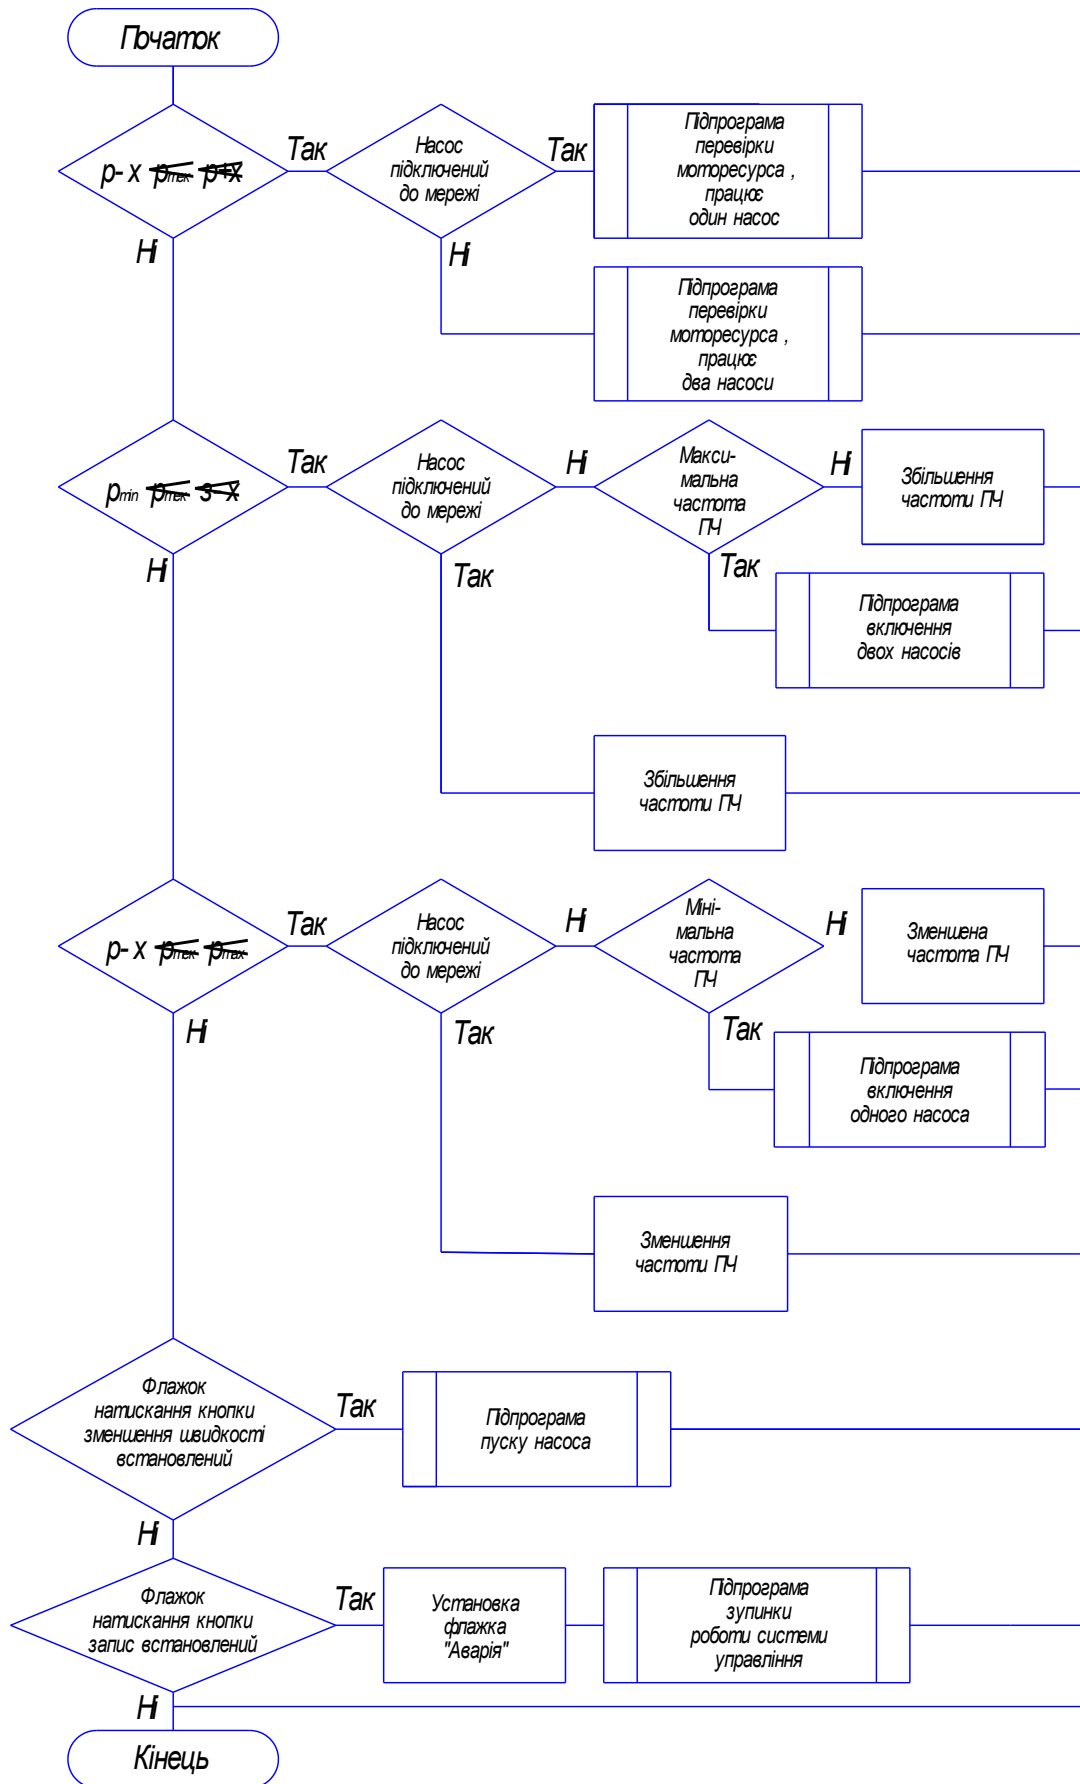 Початок
p- x ≤ pтек ≤ p+x
Так
Ні
Насос
підключений
до мережі
Так
Ні
Підпрограма
перевірки
моторесурса ,
працює
один насос
Підпрограма
перевірки
моторесурса ,
працює
два насоси
pmin ≤ pтек ≤ з-x
Так
Ні
Насос
підключений
до мережі
Ні
Так
Макси-
мальна
частота
ПЧ
Ні
Так
Збільшення
частоти ПЧ
Підпрограма
включення
двох насосів
Збільшення
частоти ПЧ
p- x ≤ pтек ≤ pmax
Так
Ні
Насос
підключений
до мережі
Ні
Так
Міні-
мальна
частота
ПЧ
Ні
Так
Зменшена
частота ПЧ
Підпрограма
включення
одного насоса
Зменшення
частоти ПЧ
Флажок
натискання кнопки
зменшення швидкості
встановлений
Так
Ні
Підпрограма
пуску насоса
Флажок
натискання кнопки
запис встановлений
Так
Ні
Установка
флажка
"Аварія"
Підпрограма
зупинки
роботи системи
управління
Кінець